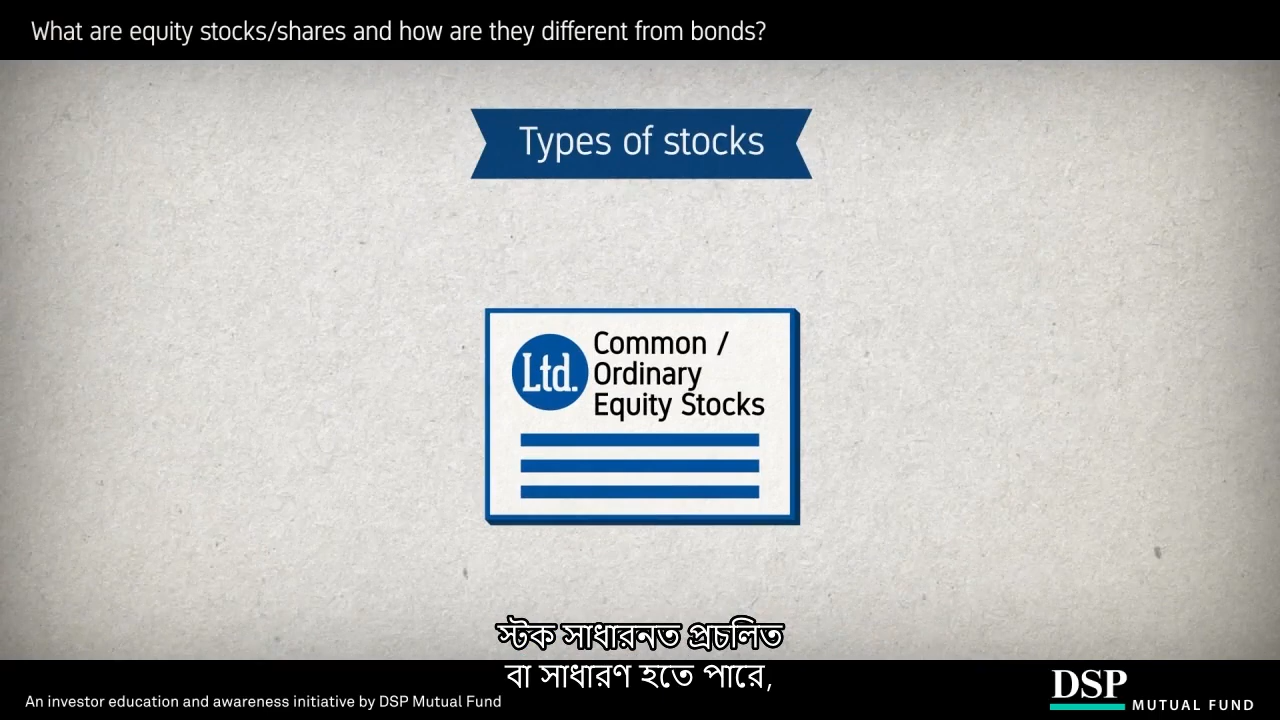 What are equity stocks/shares and how are they different from bonds?
Types of stocks
Ltd.
Common /
Ordinary
Equity Stocks
স্টক সাধারনত প্রচলিত
বা সাধারণ হতে পারে,
An investor education and awareness initiative by DSP Mutual Fund
DSP
MUTUAL FUND